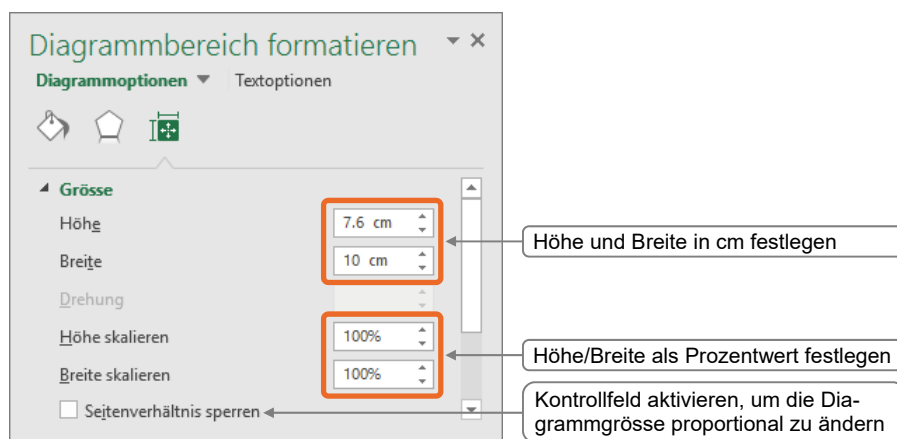 Diagrammbereich formatieren
Diagrammoptionen Textoptionen
Grösse
Höhe 7.6 cm
Höhe und Breite in cm festlegen
Breite 10 cm
Drehung
Höhe skalieren 100%
Höhe/Breite als Prozentwert festlegen
Breite skalieren 100%
Seitenverhältnis sperren
Kontrollfeld aktivieren, um die Dia-
grammgrösse proportional zu ändern